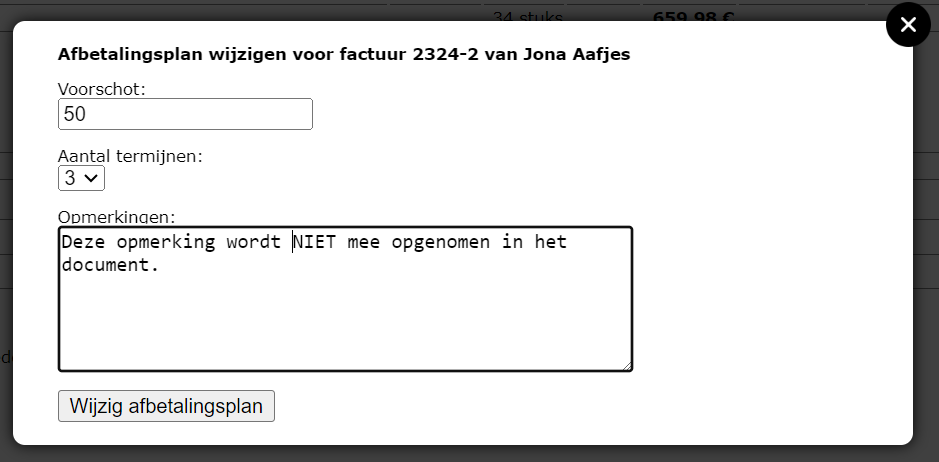 34 stuks 659,98 €
Afbetalingsplan wijzigen voor factuur 2324-2 van Jona Aafjes
Voorschot:
50
Aantal termijnen:
3
Opmerkingen:
Deze opmerking wordt NIET mee opgenomen in het
document.
Wijzig afbetalingsplan